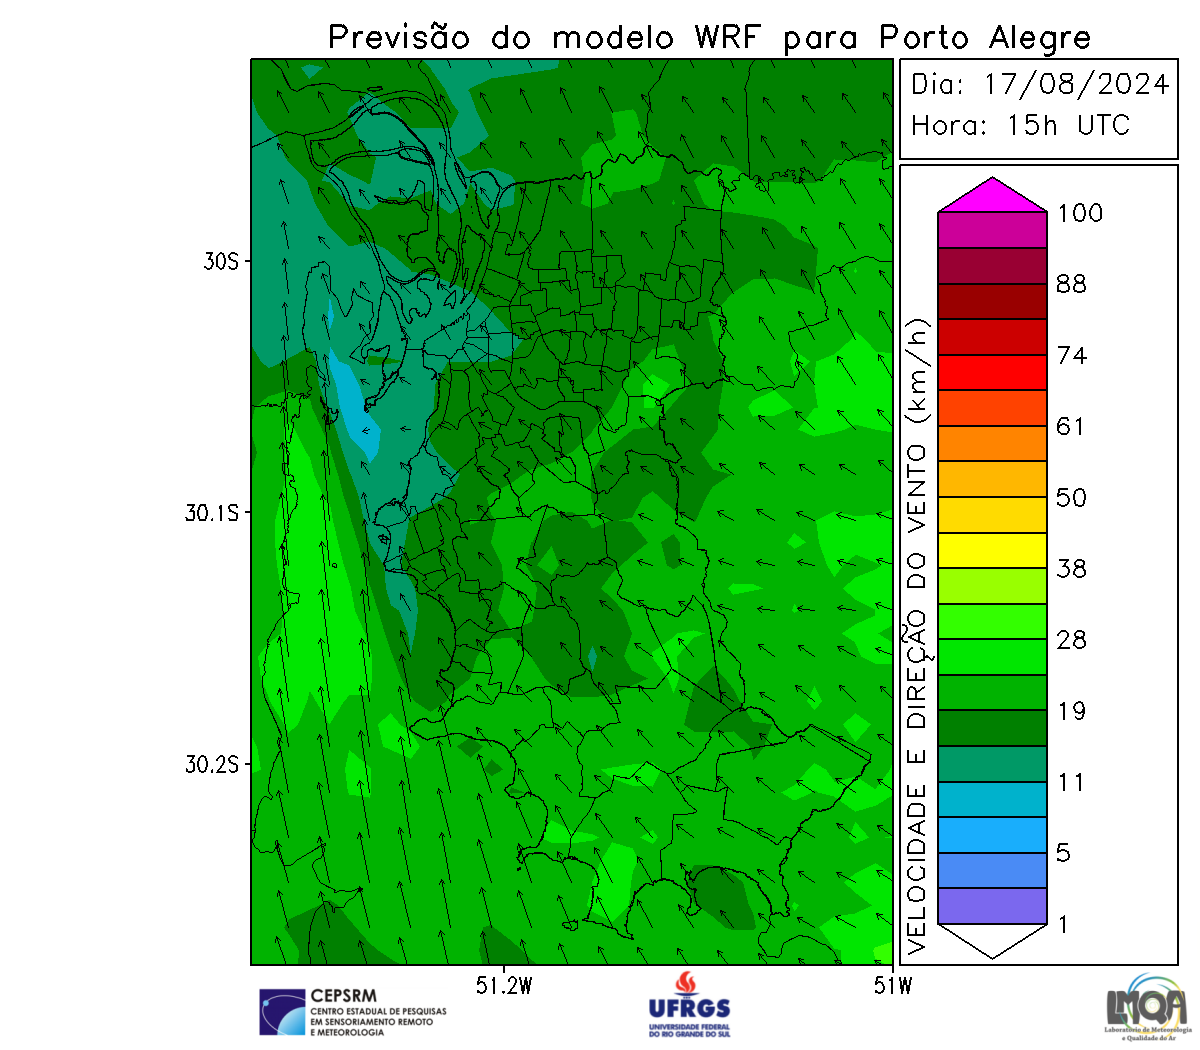 Previsão do modelo WRF para Porto Alegre
Dia: 17/08/2024
Hora: 15h UTC
VELOCIDADE E DIREÇÃO DO VENTO (km/h)
100
88
74
61
50
38
28
19
11
5
1
30S
30.1S
30.2S
51.2W
51W
CEPSRM
CENTRO ESTADUAL DE PESQUISAS
EM SENSORIAMENTO REMOTO
E METEOROLOGIA
UFRGS
UNIVERSIDADE FEDERAL
DO RIO GRANDE DO SUL
LMQA
Laboratório de Meteorologia
e Qualidade do Ar